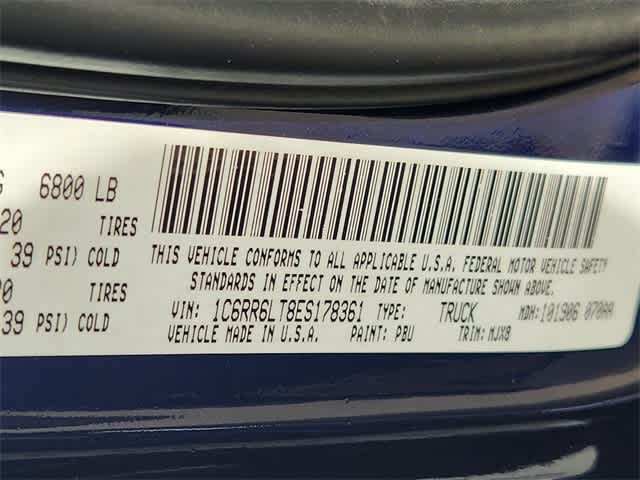 6800 LB
20 TIRES
39 PSI) COLD
TIRES
39 PSI) COLD
THIS VEHICLE CONFORMS TO ALL APPLICABLE U.S.A. FEDERAL MOTOR VEHICLE SAFETY
STANDARDS IN EFFECT ON THE DATE OF MANUFACTURE SHOWN ABOVE.
VIN: 1C6RR6LT8ES178361 TYPE: TRUCK MDH:101906 070AA
VEHICLE MADE IN U.S.A. PAINT: PBU TRIM: MJX8